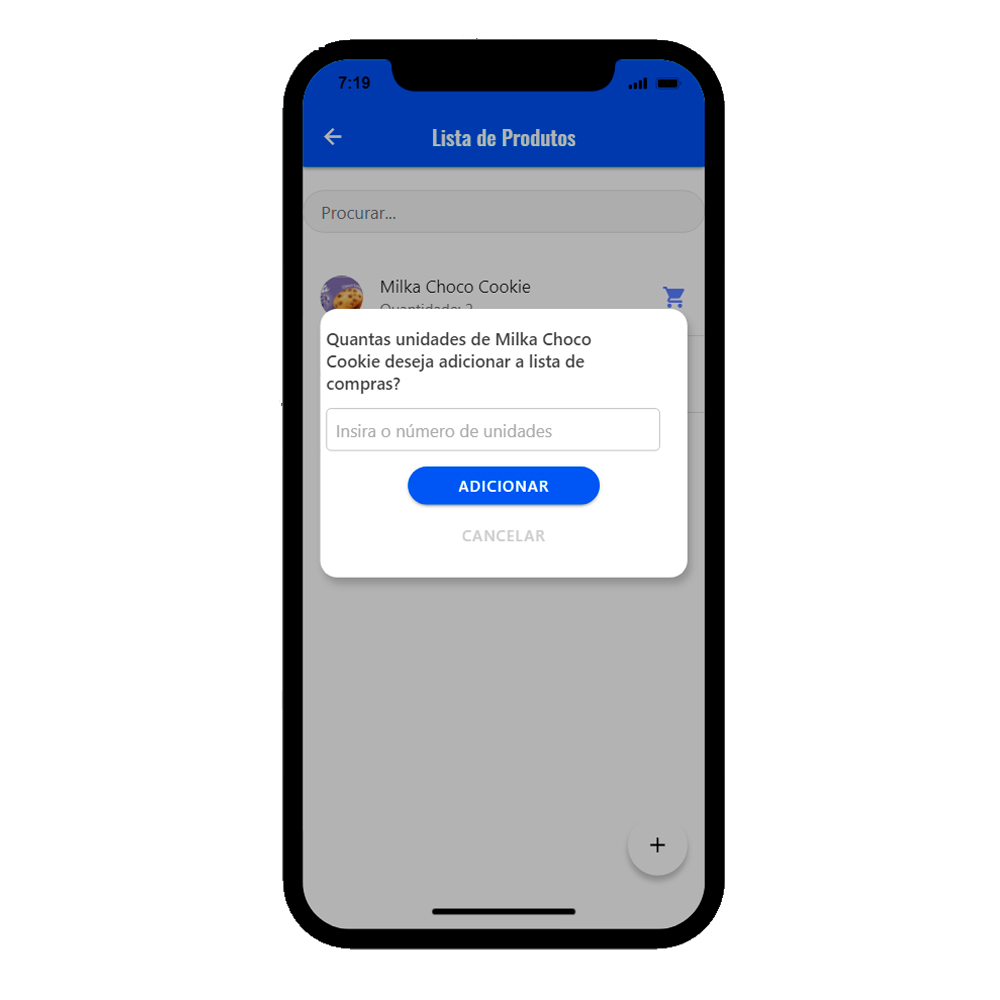 7:19
Lista de Produtos
Procurar...
Milka Choco Cookie
Quantidade: 2
Quantas unidades de Milka Choco
Cookie deseja adicionar a lista de
compras?
Insira o número de unidades
ADICIONAR
CANCELAR
+